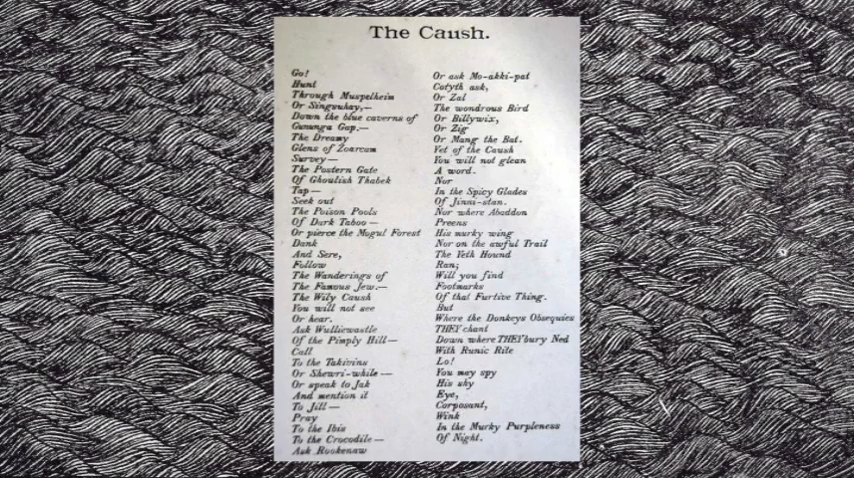 The Caush.
Go!
Hunt
Through Muspelheim
Or Singsuhay,—
Down the blue caverns of
Gwunga Gap.—
The Dreamy
Glens of Zoarcum
Survey—
The Postern Gate
Of Ghoulish Thabek
Tap—
Seek out
The Poison Pools
Of Dark Taboo—
Or pierce the Mogul Forest
Dank
And Sere,
Follow
The Wanderings of
The Famous Jew.—
The Wily Caush
You will not see
Or hear.
Ask Wulliewastle
Of the Pimply Hill—
Call
To the Takivins
Or Shewri-while—
Or speak to Jak
And mention it
To Jill—
Pray
To the Ibis
To the Crocodile—
Ask Rookenaw
Or ask Mo-akki-pat
Cotyth ask,
Or Zal
The wondrous Bird
Or Billywix,
Or Zig
Or Mang the Bat.
Yet of the Caush
You will not glean
A word.
Nor
In the Spicy Glades
Of Jinni-stan.
Nor where Abaddon
Preens
His murky wing
Nor on the awful Trail
The Yeth Hound
Ran;
Will you find
Footmarks
Of that Furtive Thing.
But
Where the Donkeys Obsequies
THEY chant
Down where THEY bury Ned
With Runic Rite
Lo!
You may spy
His shy
Eye,
Corposant,
Wink
In the Murky Purpleness
Of Night.